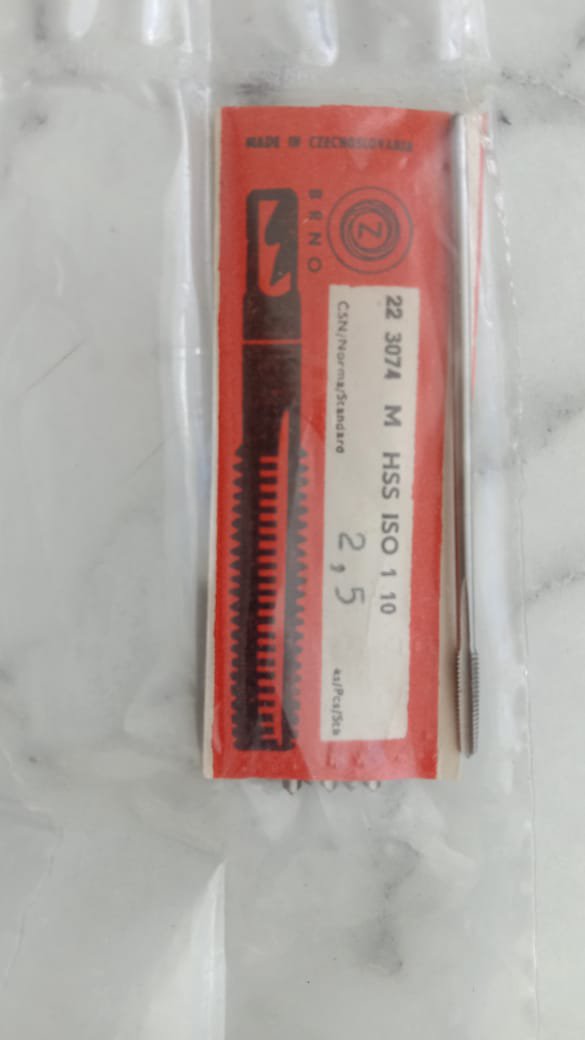 MADE IN CZECHOSLOVAKIA
BRNO
Z
22 3074 M HSS ISO 1 10
ČSN/Norma/Standard
2,5
ks/Pcs/Stk